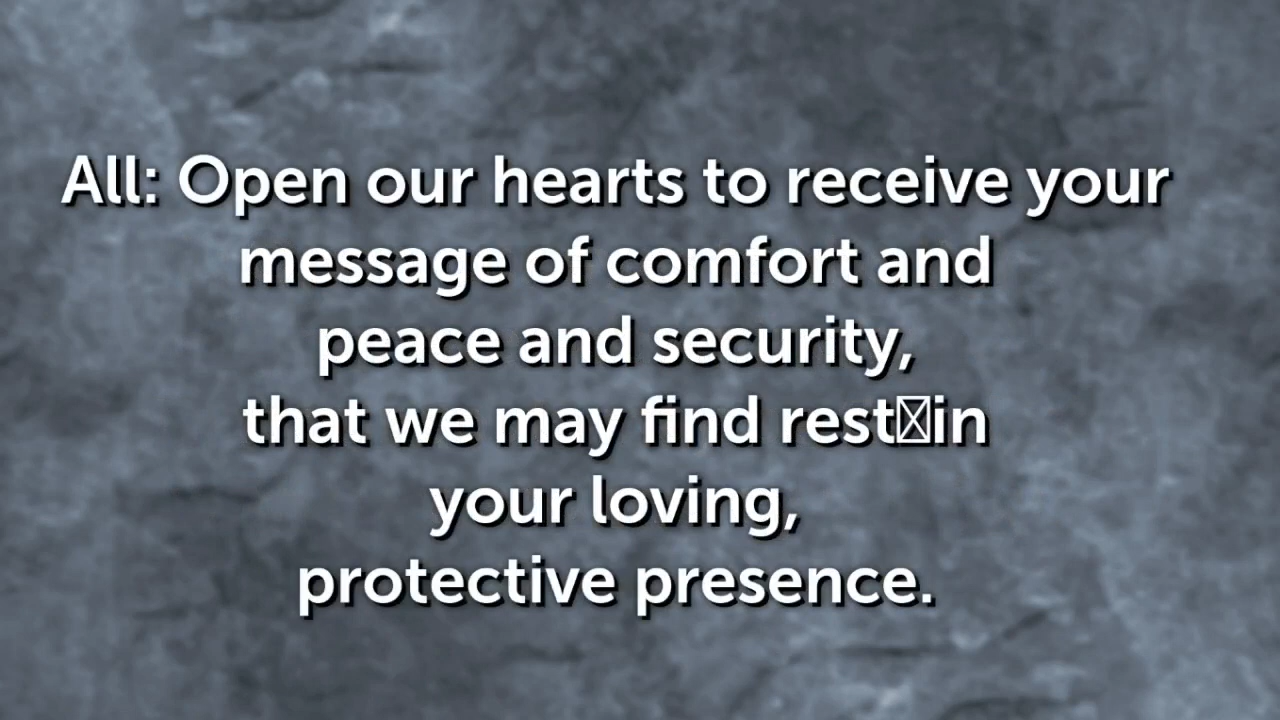 All: Open our hearts to receive your
message of comfort and
peace and security,
that we may find rest☒in
your loving,
protective presence.